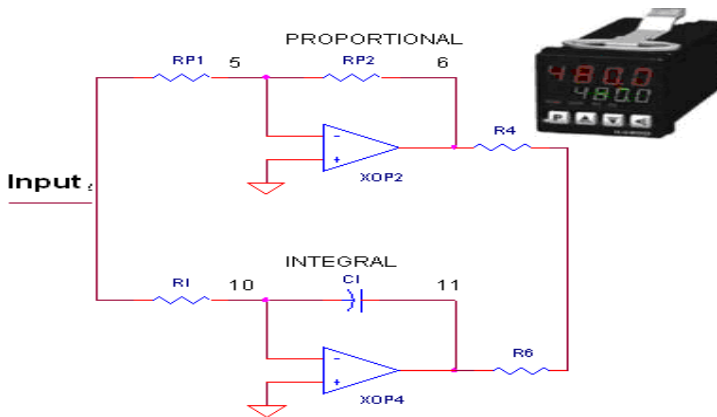 PROPORTIONAL
RP1
5
RP2
6
480.0
480.0
P
R4
XOP2
Input
INTEGRAL
RI
10
CI
11
R6
XOP4
-
+
-
+